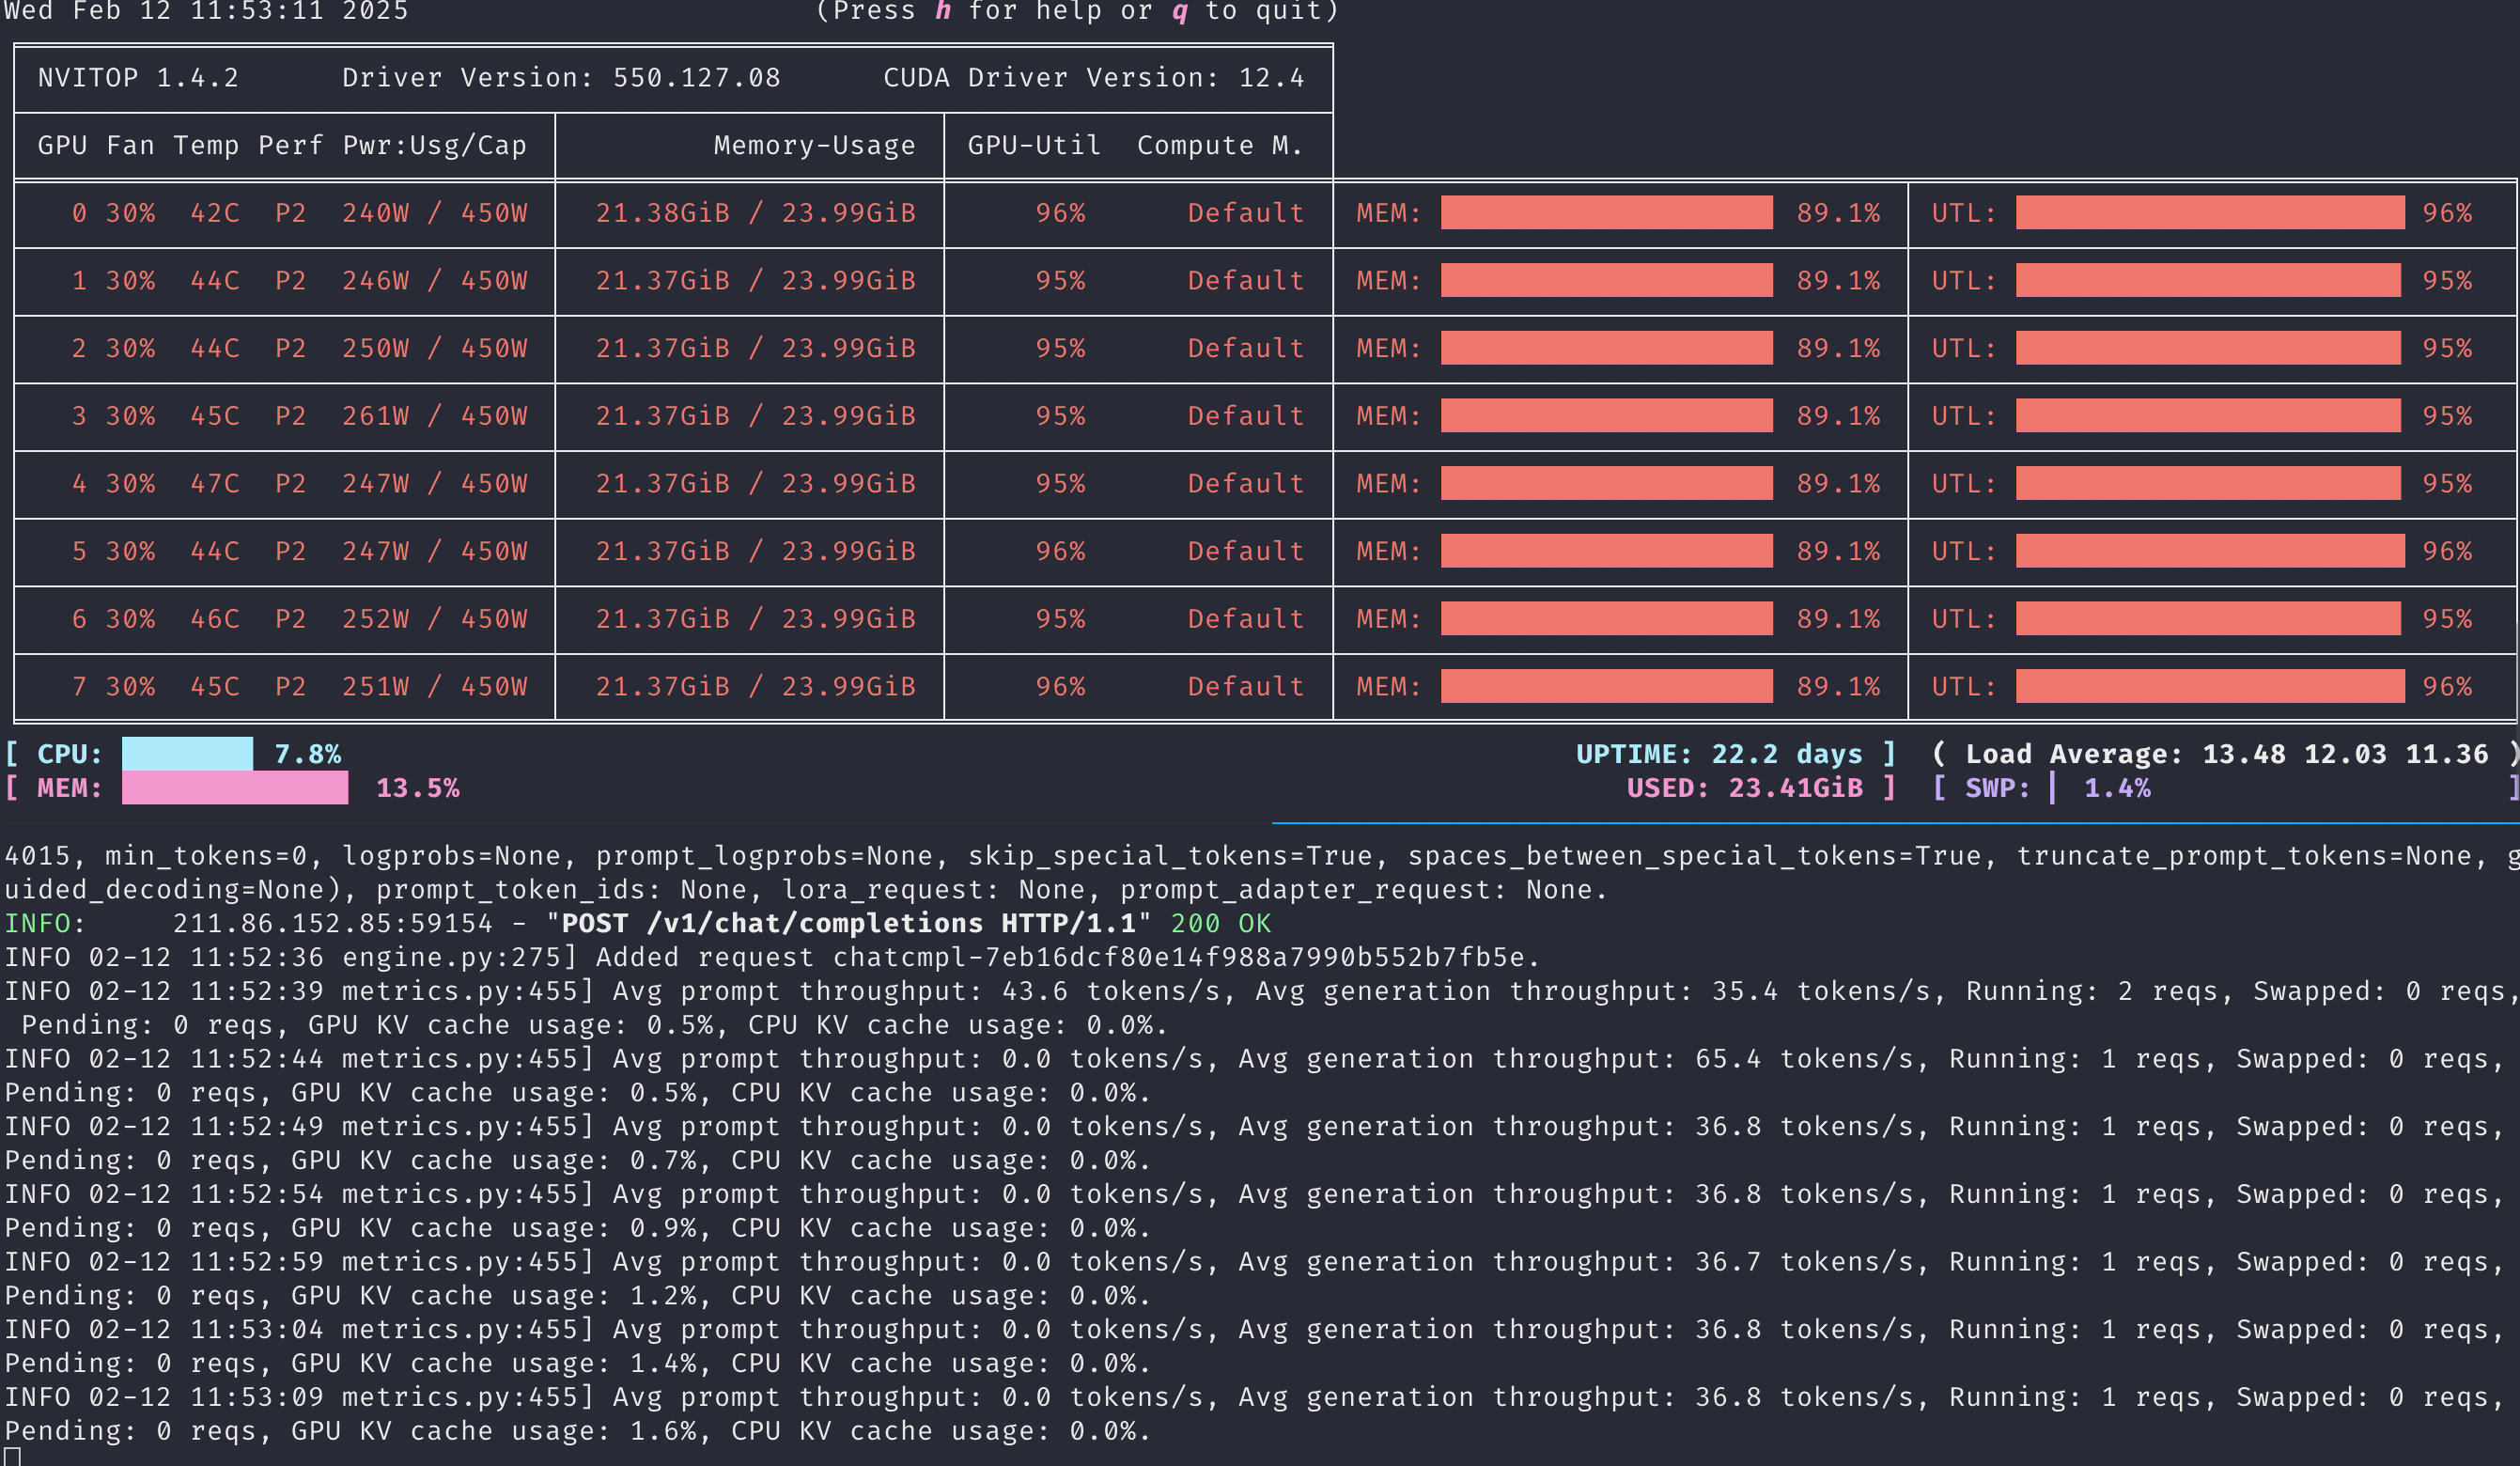 Wed Feb 12 11:53:11 2025 (Press h for help or q to quit)
NVITOP 1.4.2 Driver Version: 550.127.08 CUDA Driver Version: 12.4
GPU Fan Temp Perf Pwr:Usg/Cap Memory-Usage GPU-Util Compute M.
0 30% 42C P2 240W / 450W 21.38GiB / 23.99GiB 96% Default MEM: 89.1% UTL: 96%
1 30% 44C P2 246W / 450W 21.37GiB / 23.99GiB 95% Default MEM: 89.1% UTL: 95%
2 30% 44C P2 250W / 450W 21.37GiB / 23.99GiB 95% Default MEM: 89.1% UTL: 95%
3 30% 45C P2 261W / 450W 21.37GiB / 23.99GiB 95% Default MEM: 89.1% UTL: 95%
4 30% 47C P2 247W / 450W 21.37GiB / 23.99GiB 95% Default MEM: 89.1% UTL: 95%
5 30% 44C P2 247W / 450W 21.37GiB / 23.99GiB 96% Default MEM: 89.1% UTL: 96%
6 30% 46C P2 252W / 450W 21.37GiB / 23.99GiB 95% Default MEM: 89.1% UTL: 95%
7 30% 45C P2 251W / 450W 21.37GiB / 23.99GiB 96% Default MEM: 89.1% UTL: 96%
[ CPU: 7.8% UPTIME: 22.2 days ] ( Load Average: 13.48 12.03 11.36 )
[ MEM: 13.5% USED: 23.41GiB ] [ SWP: 1.4% ]
4015, min_tokens=0, logprobs=None, prompt_logprobs=None, skip_special_tokens=True, spaces_between_special_tokens=True, truncate_prompt_tokens=None, g
uided_decoding=None), prompt_token_ids: None, lora_request: None, prompt_adapter_request: None.
INFO: 211.86.152.85:59154 - "POST /v1/chat/completions HTTP/1.1" 200 OK
INFO 02-12 11:52:36 engine.py:275] Added request chatcmpl-7eb16dcf80e14f988a7990b552b7fb5e.
INFO 02-12 11:52:39 metrics.py:455] Avg prompt throughput: 43.6 tokens/s, Avg generation throughput: 35.4 tokens/s, Running: 2 reqs, Swapped: 0 reqs,
Pending: 0 reqs, GPU KV cache usage: 0.5%, CPU KV cache usage: 0.0%.
INFO 02-12 11:52:44 metrics.py:455] Avg prompt throughput: 0.0 tokens/s, Avg generation throughput: 65.4 tokens/s, Running: 1 reqs, Swapped: 0 reqs,
Pending: 0 reqs, GPU KV cache usage: 0.5%, CPU KV cache usage: 0.0%.
INFO 02-12 11:52:49 metrics.py:455] Avg prompt throughput: 0.0 tokens/s, Avg generation throughput: 36.8 tokens/s, Running: 1 reqs, Swapped: 0 reqs,
Pending: 0 reqs, GPU KV cache usage: 0.7%, CPU KV cache usage: 0.0%.
INFO 02-12 11:52:54 metrics.py:455] Avg prompt throughput: 0.0 tokens/s, Avg generation throughput: 36.8 tokens/s, Running: 1 reqs, Swapped: 0 reqs,
Pending: 0 reqs, GPU KV cache usage: 0.9%, CPU KV cache usage: 0.0%.
INFO 02-12 11:52:59 metrics.py:455] Avg prompt throughput: 0.0 tokens/s, Avg generation throughput: 36.7 tokens/s, Running: 1 reqs, Swapped: 0 reqs,
Pending: 0 reqs, GPU KV cache usage: 1.2%, CPU KV cache usage: 0.0%.
INFO 02-12 11:53:04 metrics.py:455] Avg prompt throughput: 0.0 tokens/s, Avg generation throughput: 36.8 tokens/s, Running: 1 reqs, Swapped: 0 reqs,
Pending: 0 reqs, GPU KV cache usage: 1.4%, CPU KV cache usage: 0.0%.
INFO 02-12 11:53:09 metrics.py:455] Avg prompt throughput: 0.0 tokens/s, Avg generation throughput: 36.8 tokens/s, Running: 1 reqs, Swapped: 0 reqs,
Pending: 0 reqs, GPU KV cache usage: 1.6%, CPU KV cache usage: 0.0%.